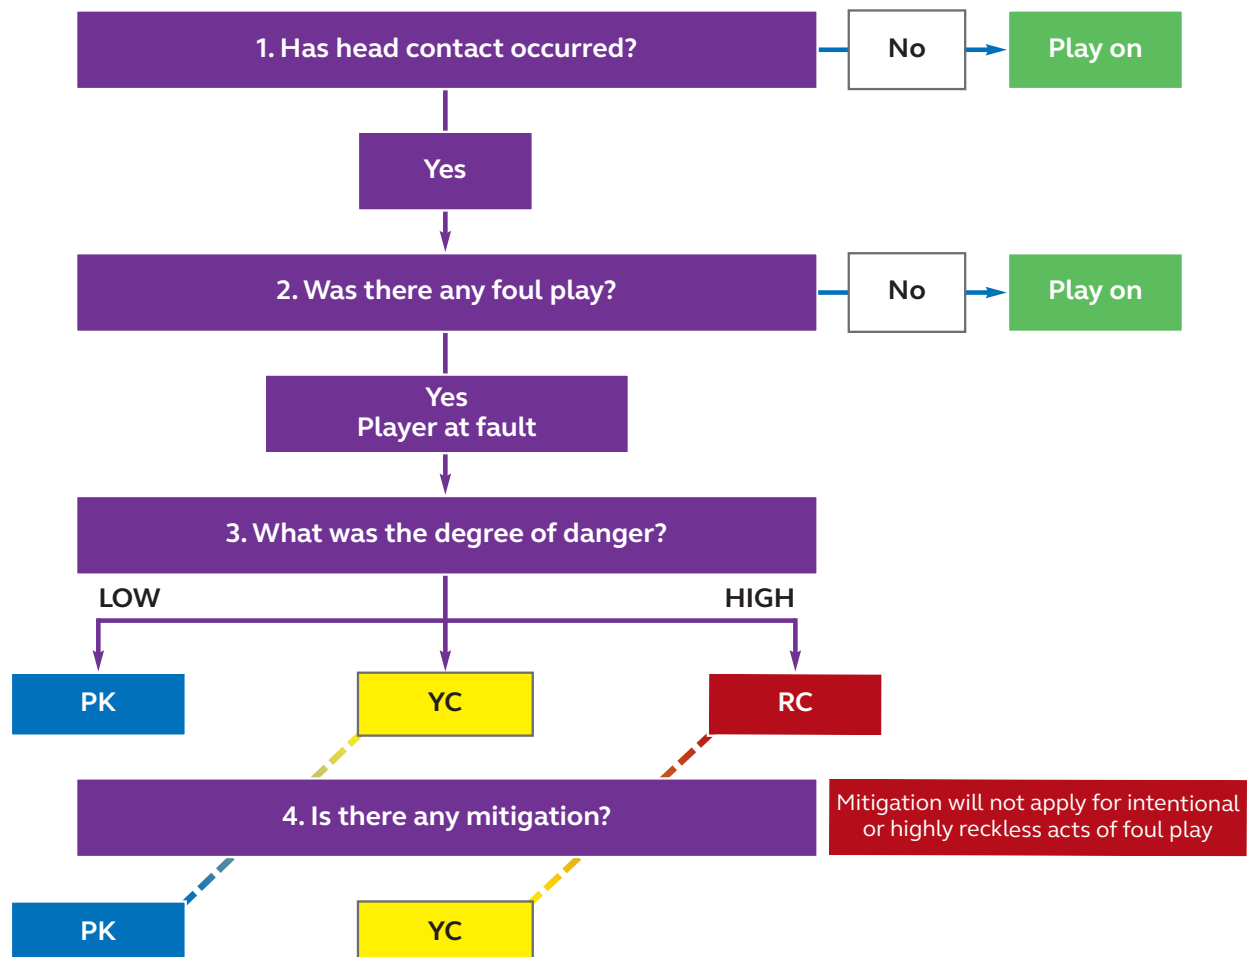 1. Has head contact occurred?
No
Play on
Yes
2. Was there any foul play?
No
Play on
Yes
Player at fault
3. What was the degree of danger?
LOW
HIGH
PK
YC
RC
4. Is there any mitigation?
Mitigation will not apply for intentional
or highly reckless acts of foul play
PK
YC